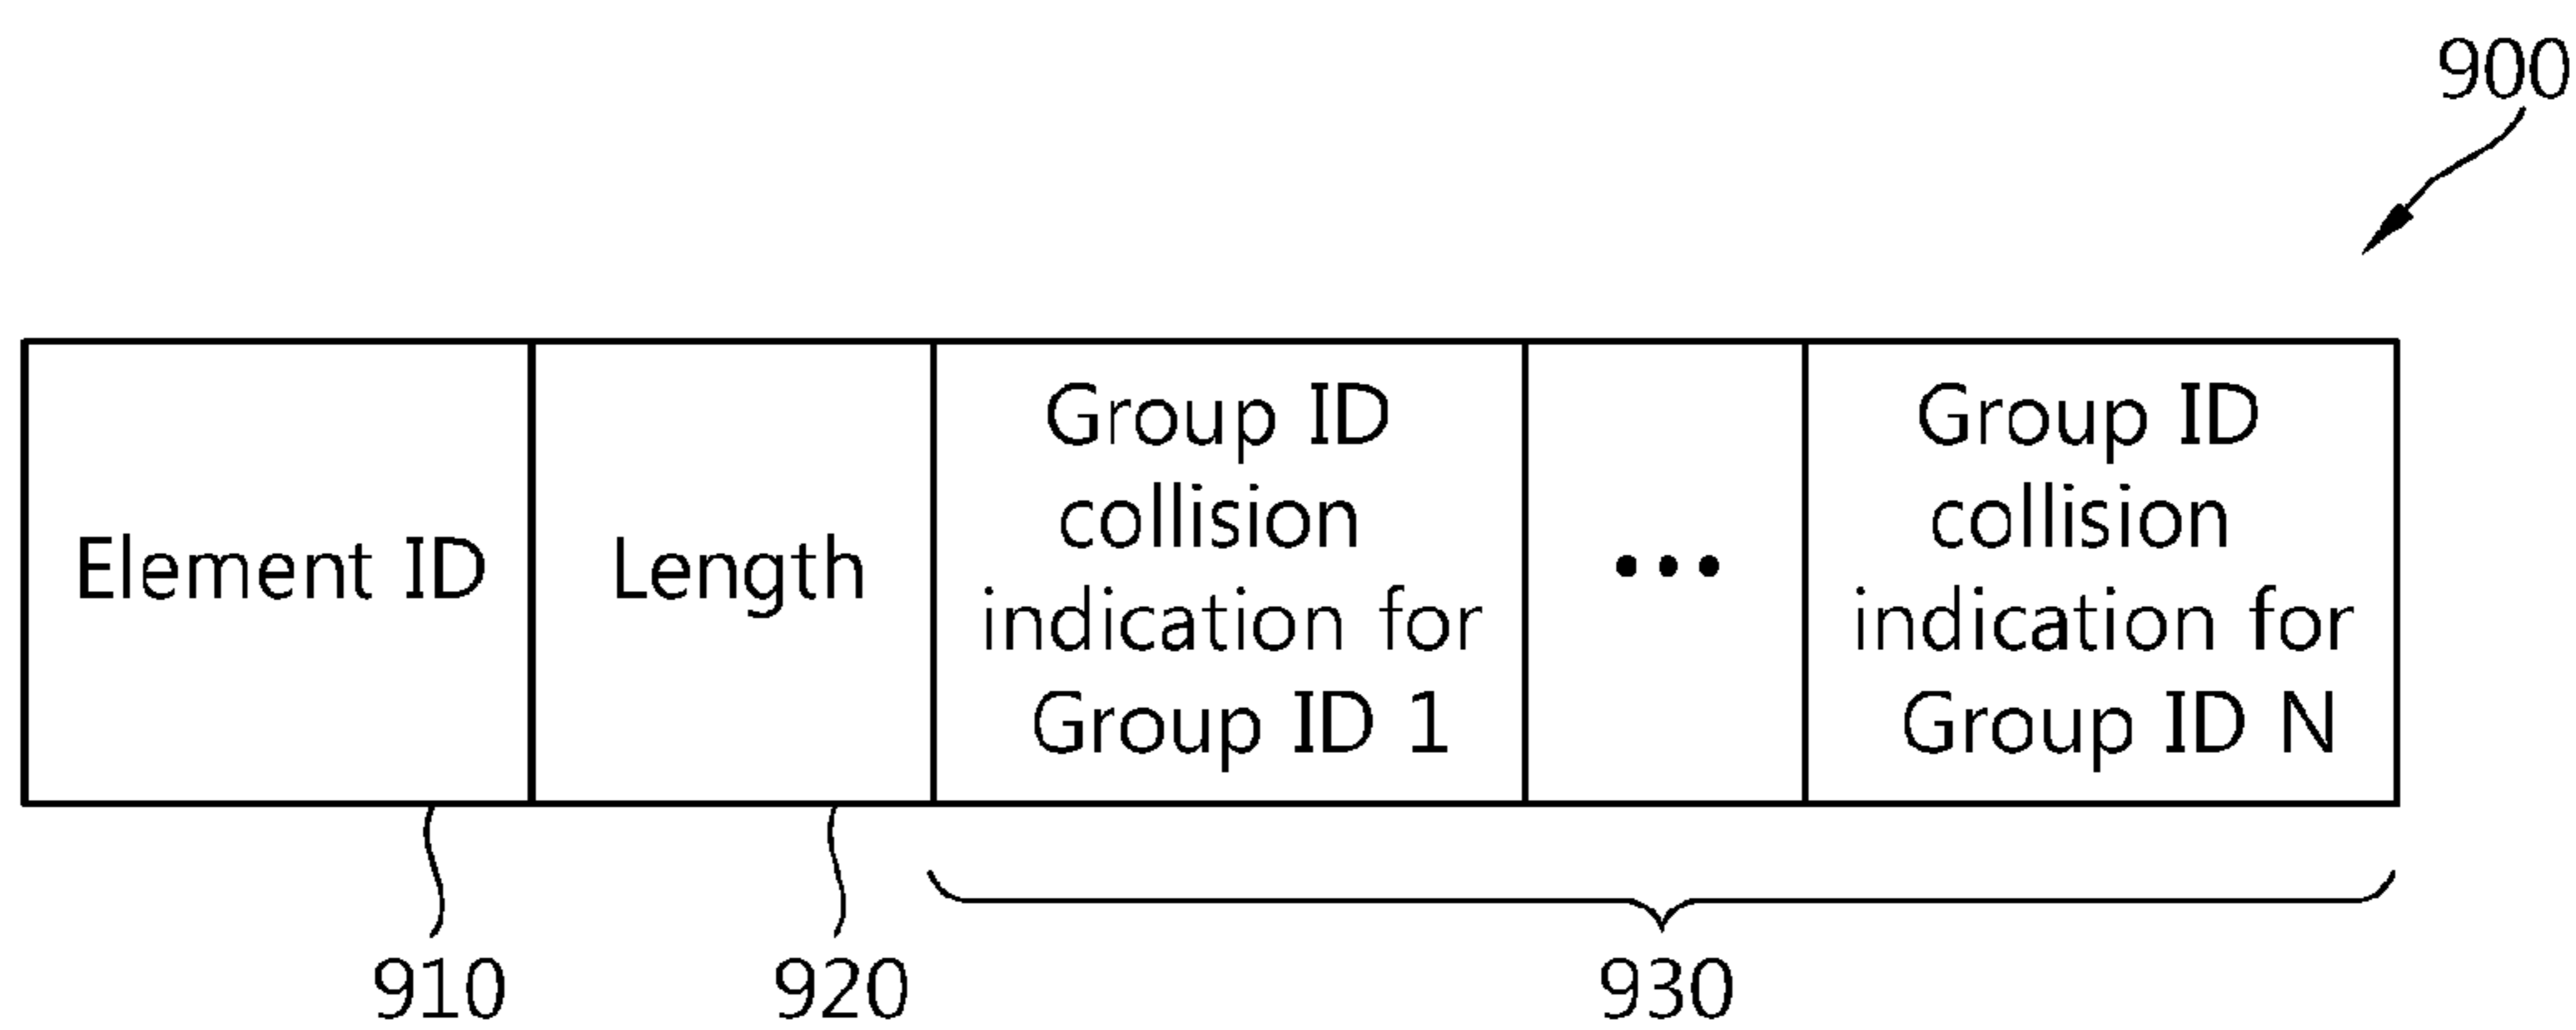 900
Element ID
Length
Group ID
collision
indication for
Group ID 1
•••
Group ID
collision
indication for
Group ID N
910
920
930